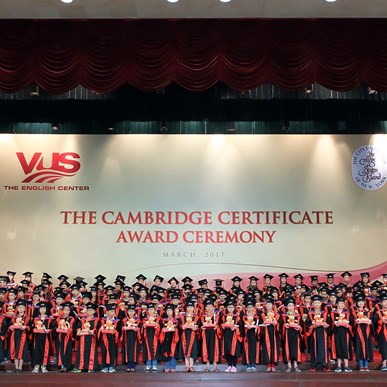 VUS
THE ENGLISH CENTER
THE CAMBRIDGE CERTIFICATE
AWARD CEREMONY
MARCH, 2017